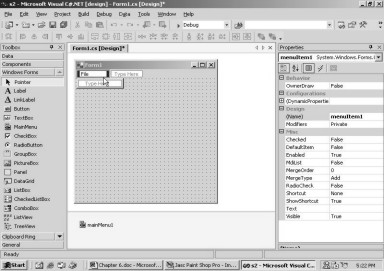 s2 - Microsoft Visual C#.NET [design] - Form1.cs [Design]*
File Edit View Project Build Debug Data Tools Window Help
Debug
Toolbox
Form1.cs [Design]*
Properties
Data
Components
Windows Forms
Pointer
Label
LinkLabel
Button
TextBox
MainMenu
CheckBox
RadioButton
GroupBox
PictureBox
Panel
DataGrid
ListBox
CheckedListBox
ComboBox
ListView
TreeView
Clipboard Ring
General
Form1
File Type Here
Type Here
mainMenu1
menuItem1 System.Windows.Forms.
Behavior
OwnerDraw False
Configurations
(DynamicPropertie
Design
(Name) menuItem1
Modifiers Private
Misc
Checked False
DefaultItem False
Enabled True
MdiList False
MergeOrder 0
MergeType Add
RadioCheck False
Shortcut None
ShowShortcut True
Text
Visible True
Ready
Start
Chapter 6.doc - Microsof...
Jasc Paint Shop Pro - Im...
s2 - Microsoft Visual C...
5:02 PM